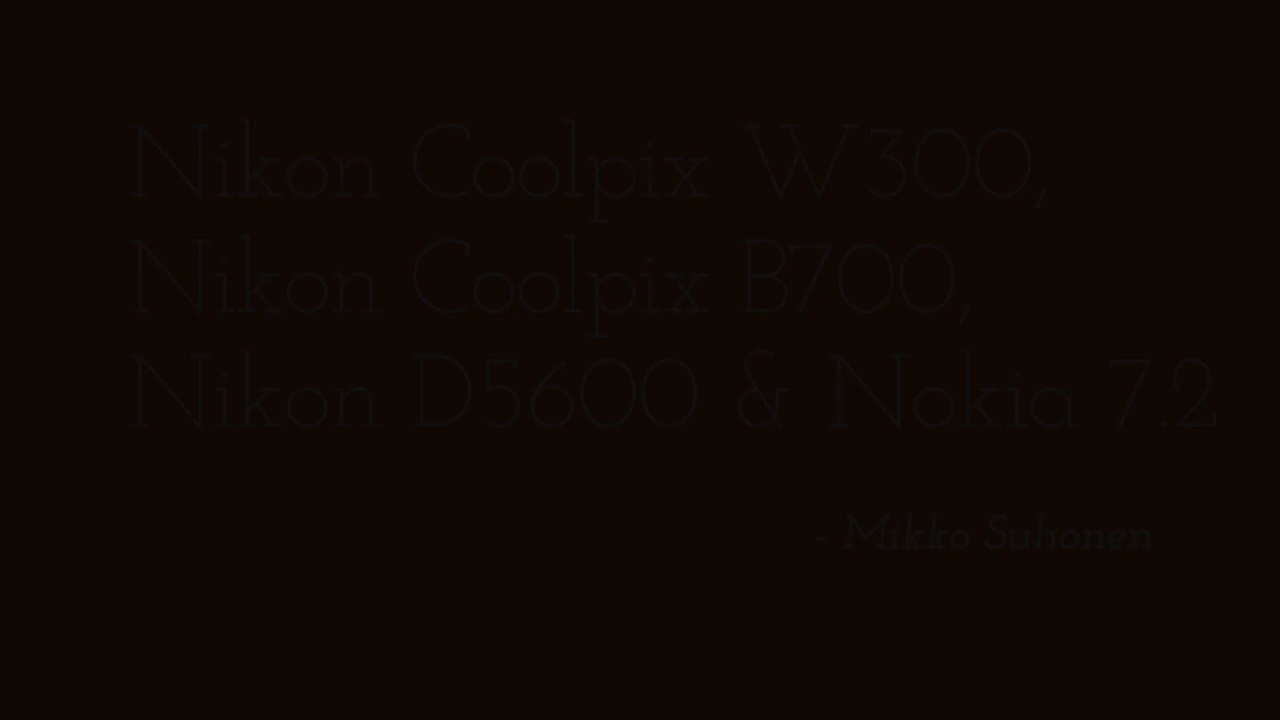 Nikon Coolpix W300,
Nikon Coolpix B700,
Nikon D5600 & Nokia 7.2
- Mikko Suhonen